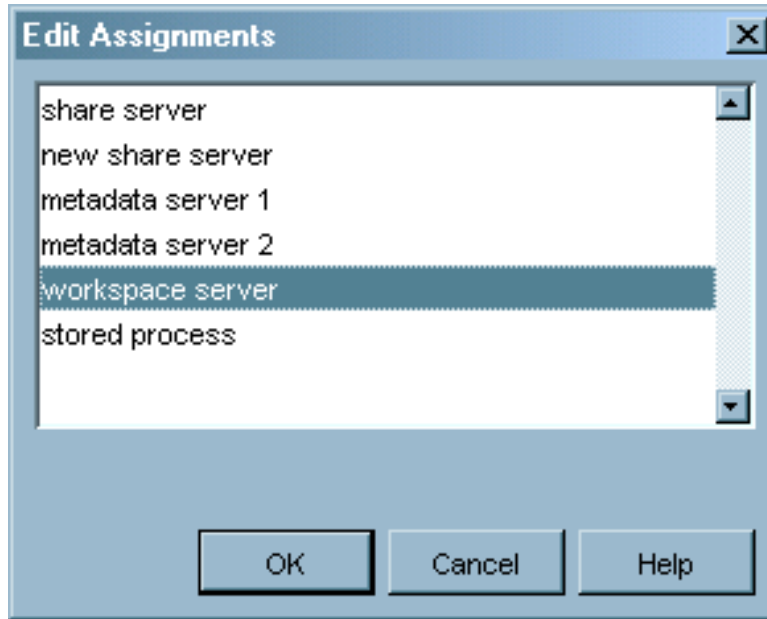 Edit Assignments
share server
new share server
metadata server 1
metadata server 2
workspace server
stored process
OK Cancel Help